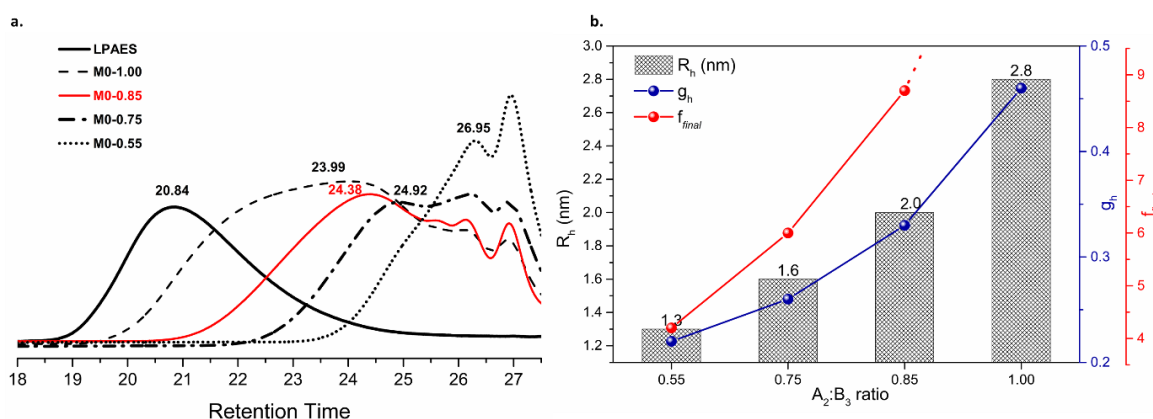 a.
LPAES
M0-1.00
M0-0.85
M0-0.75
M0-0.55
20.84
23.99
24.38
24.92
26.95
18 19 20 21 22 23 24 25 26 27
Retention Time
b.
R_h (nm)
g_h
f_final
3.0
2.8
2.6
2.4
2.2
2.0
1.8
1.6
1.4
1.2
R_h (nm)
1.3
1.6
2.0
2.8
0.55 0.75 0.85 1.00
A_2:B_3 ratio
0.5
0.4
0.3
0.2
g_h
9
8
7
6
5
4